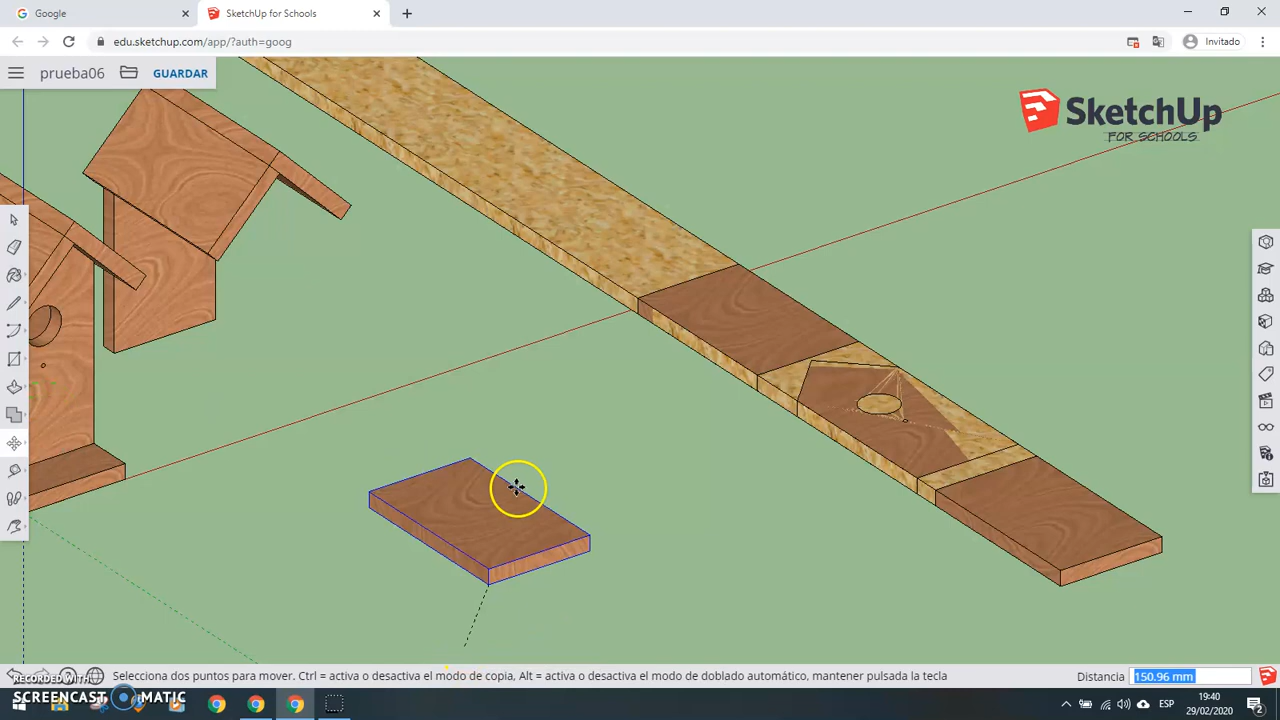 Google
SketchUp for Schools
edu.sketchup.com/app/?auth=goog
Invitado
prueba06
GUARDAR
SketchUp
FOR SCHOOLS
Selecciona dos puntos para mover. Ctrl = activa o desactiva el modo de copia, Alt = activa o desactiva el modo de doblado automático, mantener pulsada la tecla
Distancia
150.96 mm
RECORDED WITH
SCREENCAST MATIC
ESP
19:40
29/02/2020
2